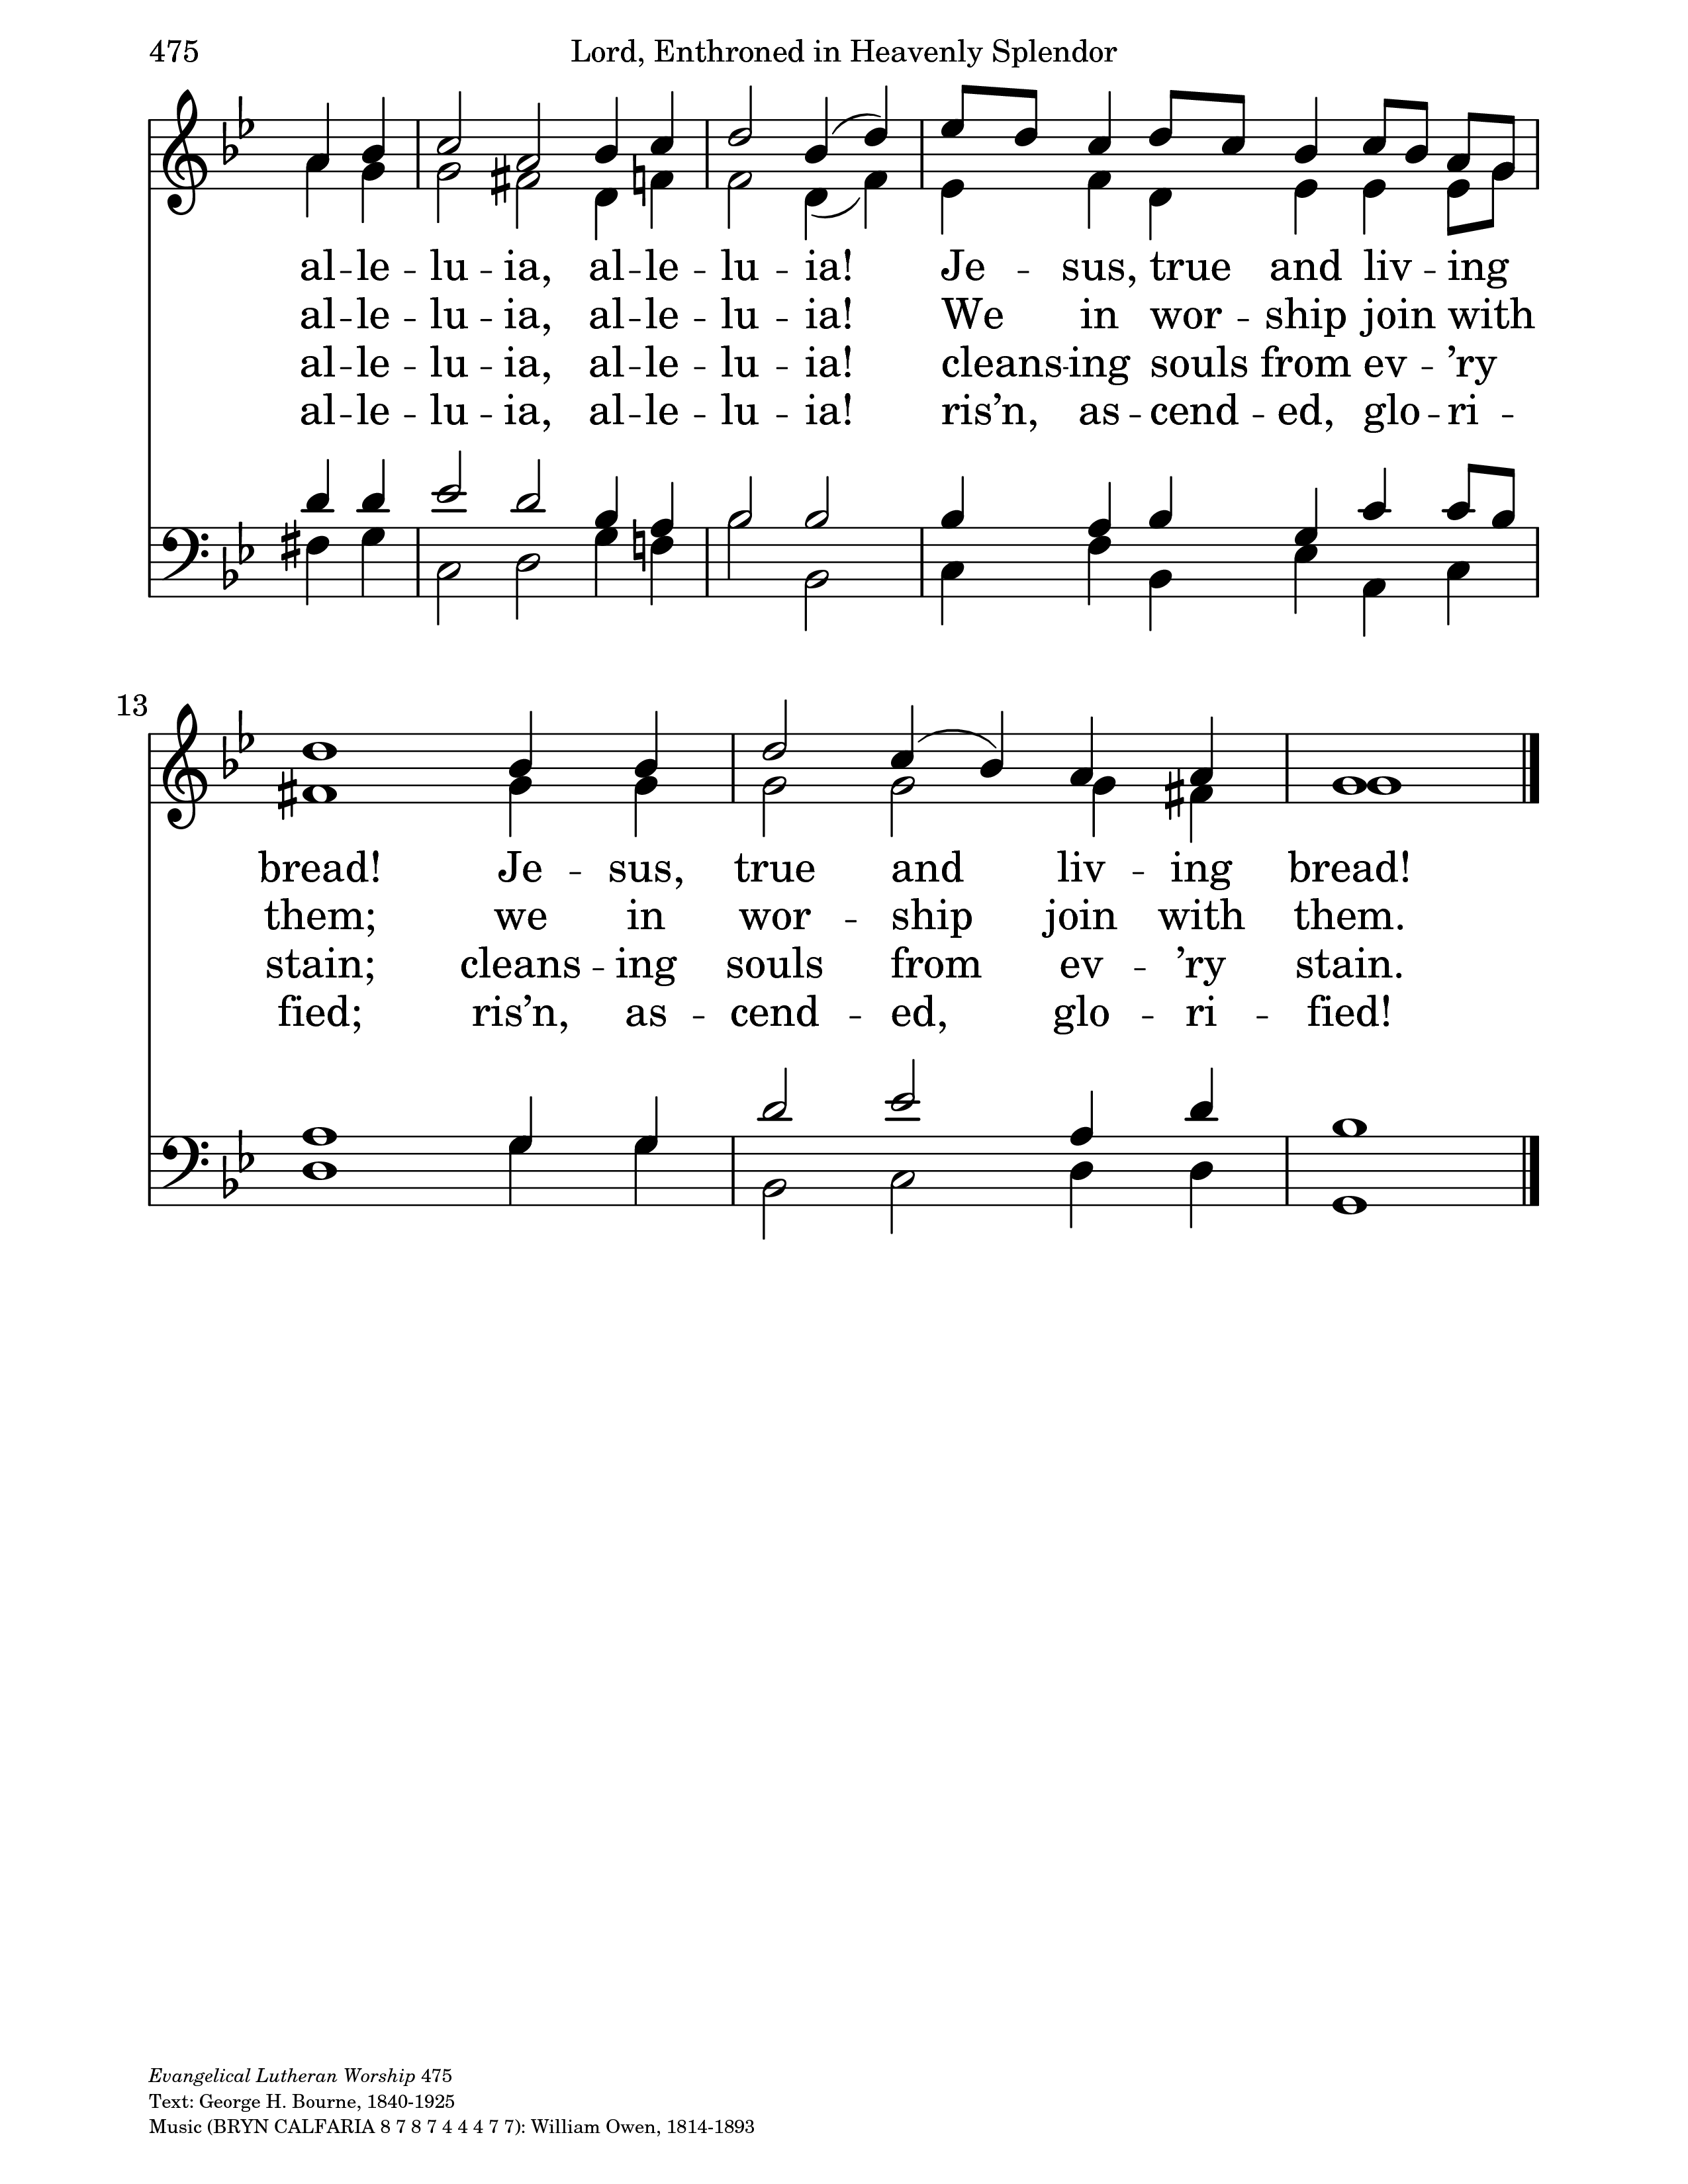 475 Lord, Enthroned in Heavenly Splendor
al -- le -- lu -- ia, al -- le -- lu -- ia! Je -- sus, true and liv -- ing
al -- le -- lu -- ia, al -- le -- lu -- ia! We in wor -- ship join with
al -- le -- lu -- ia, al -- le -- lu -- ia! cleans -- ing souls from ev -- ’ry
al -- le -- lu -- ia, al -- le -- lu -- ia! ris’n, as -- cend -- ed, glo -- ri --
13
bread! Je -- sus, true and liv -- ing bread!
them; we in wor -- ship join with them.
stain; cleans -- ing souls from ev -- ’ry stain.
fied; ris’n, as -- cend -- ed, glo -- ri -- fied!
Evangelical Lutheran Worship 475
Text: George H. Bourne, 1840-1925
Music (BRYN CALFARIA 8 7 8 7 4 4 4 7 7): William Owen, 1814-1893